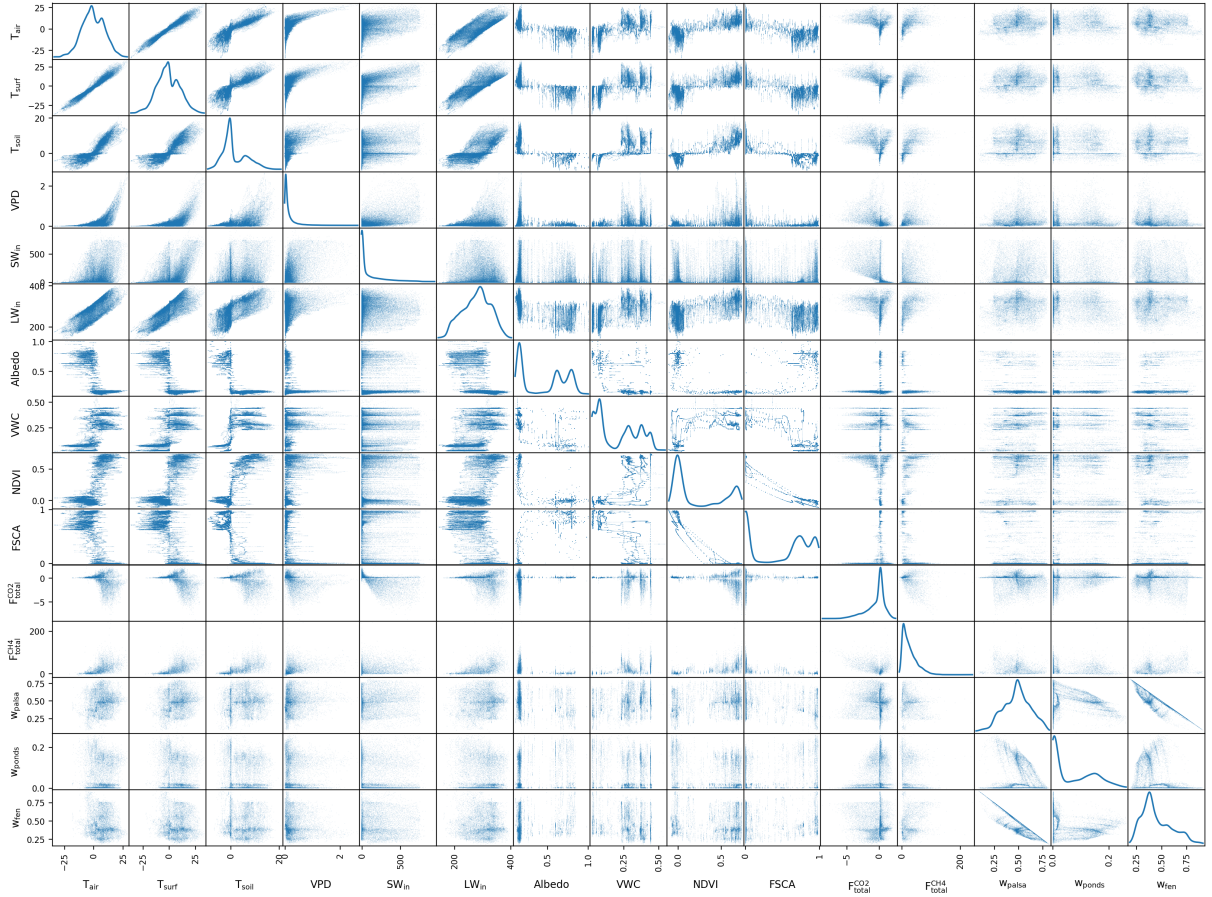 T_air 25 0 −25
T_surf 25 0 −25
T_soil 20 0
VPD 2 0
SW_in 500 0
LW_in 400 200
Albedo 1.0 0.5
VWC 0.50 0.25
NDVI 0.5 0.0
FSCA 1 0
F^CO2_total 0 −5
F^CH4_total 200 0
w_palsa 0.75 0.50 0.25
w_ponds 0.2 0.0
w_fen 0.75 0.50 0.25
−25 0 25 −25 0 25 0 20 0 2 500 200 400 0.5 1.0 0.25 0.50 0.0 0.5 0 1 −5 0 0 200 0.25 0.50 0.75 0.0 0.2 0.25 0.50 0.75
T_air T_surf T_soil VPD SW_in LW_in Albedo VWC NDVI FSCA F^CO2_total F^CH4_total w_palsa w_ponds w_fen